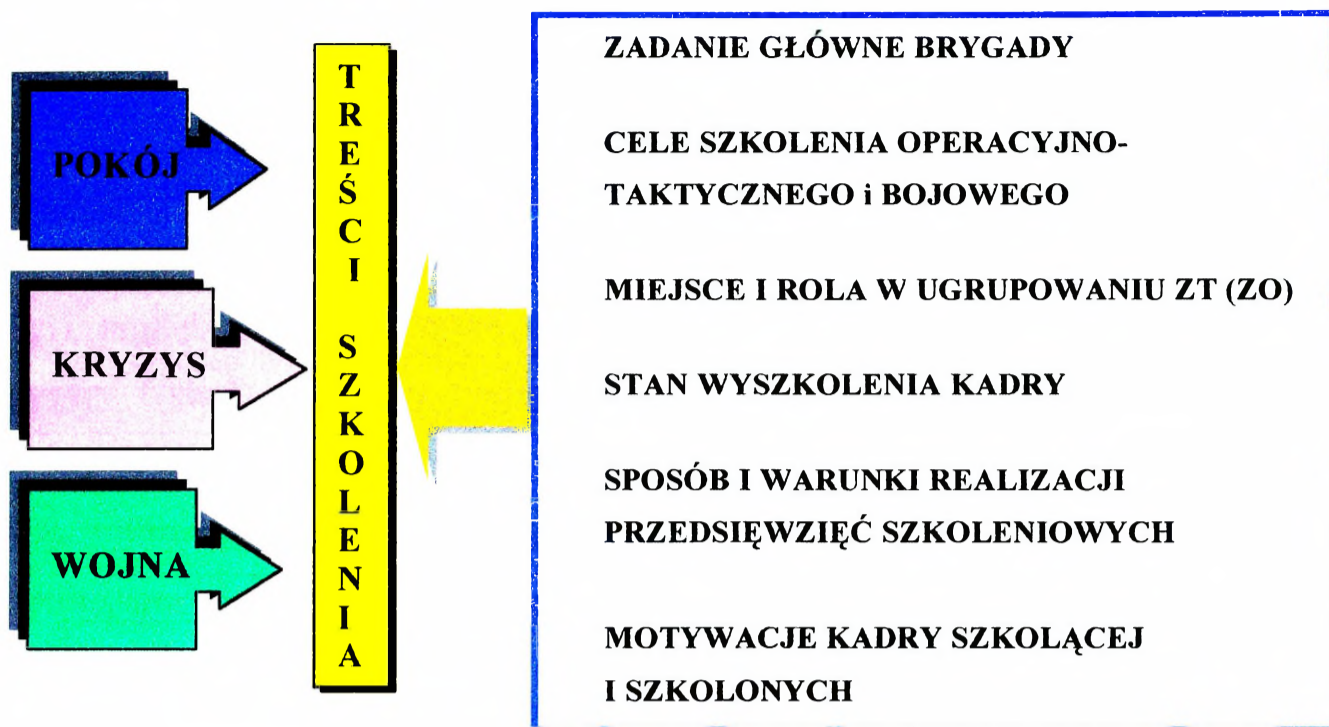 POKÓJ
KRYZYS
WOJNA
TREŚCI SZKOLENIA
ZADANIE GŁÓWNE BRYGADY
CELE SZKOLENIA OPERACYJNO-
TAKTYCZNEGO i BOJOWEGO
MIEJSCE I ROLA W UGRUPOWANIU ZT (ZO)
STAN WYSZKOLENIA KADRY
SPOSÓB I WARUNKI REALIZACJI
PRZEDSIĘWZIĘĆ SZKOLENIOWYCH
MOTYWACJE KADRY SZKOLĄCEJ
I SZKOLONYCH